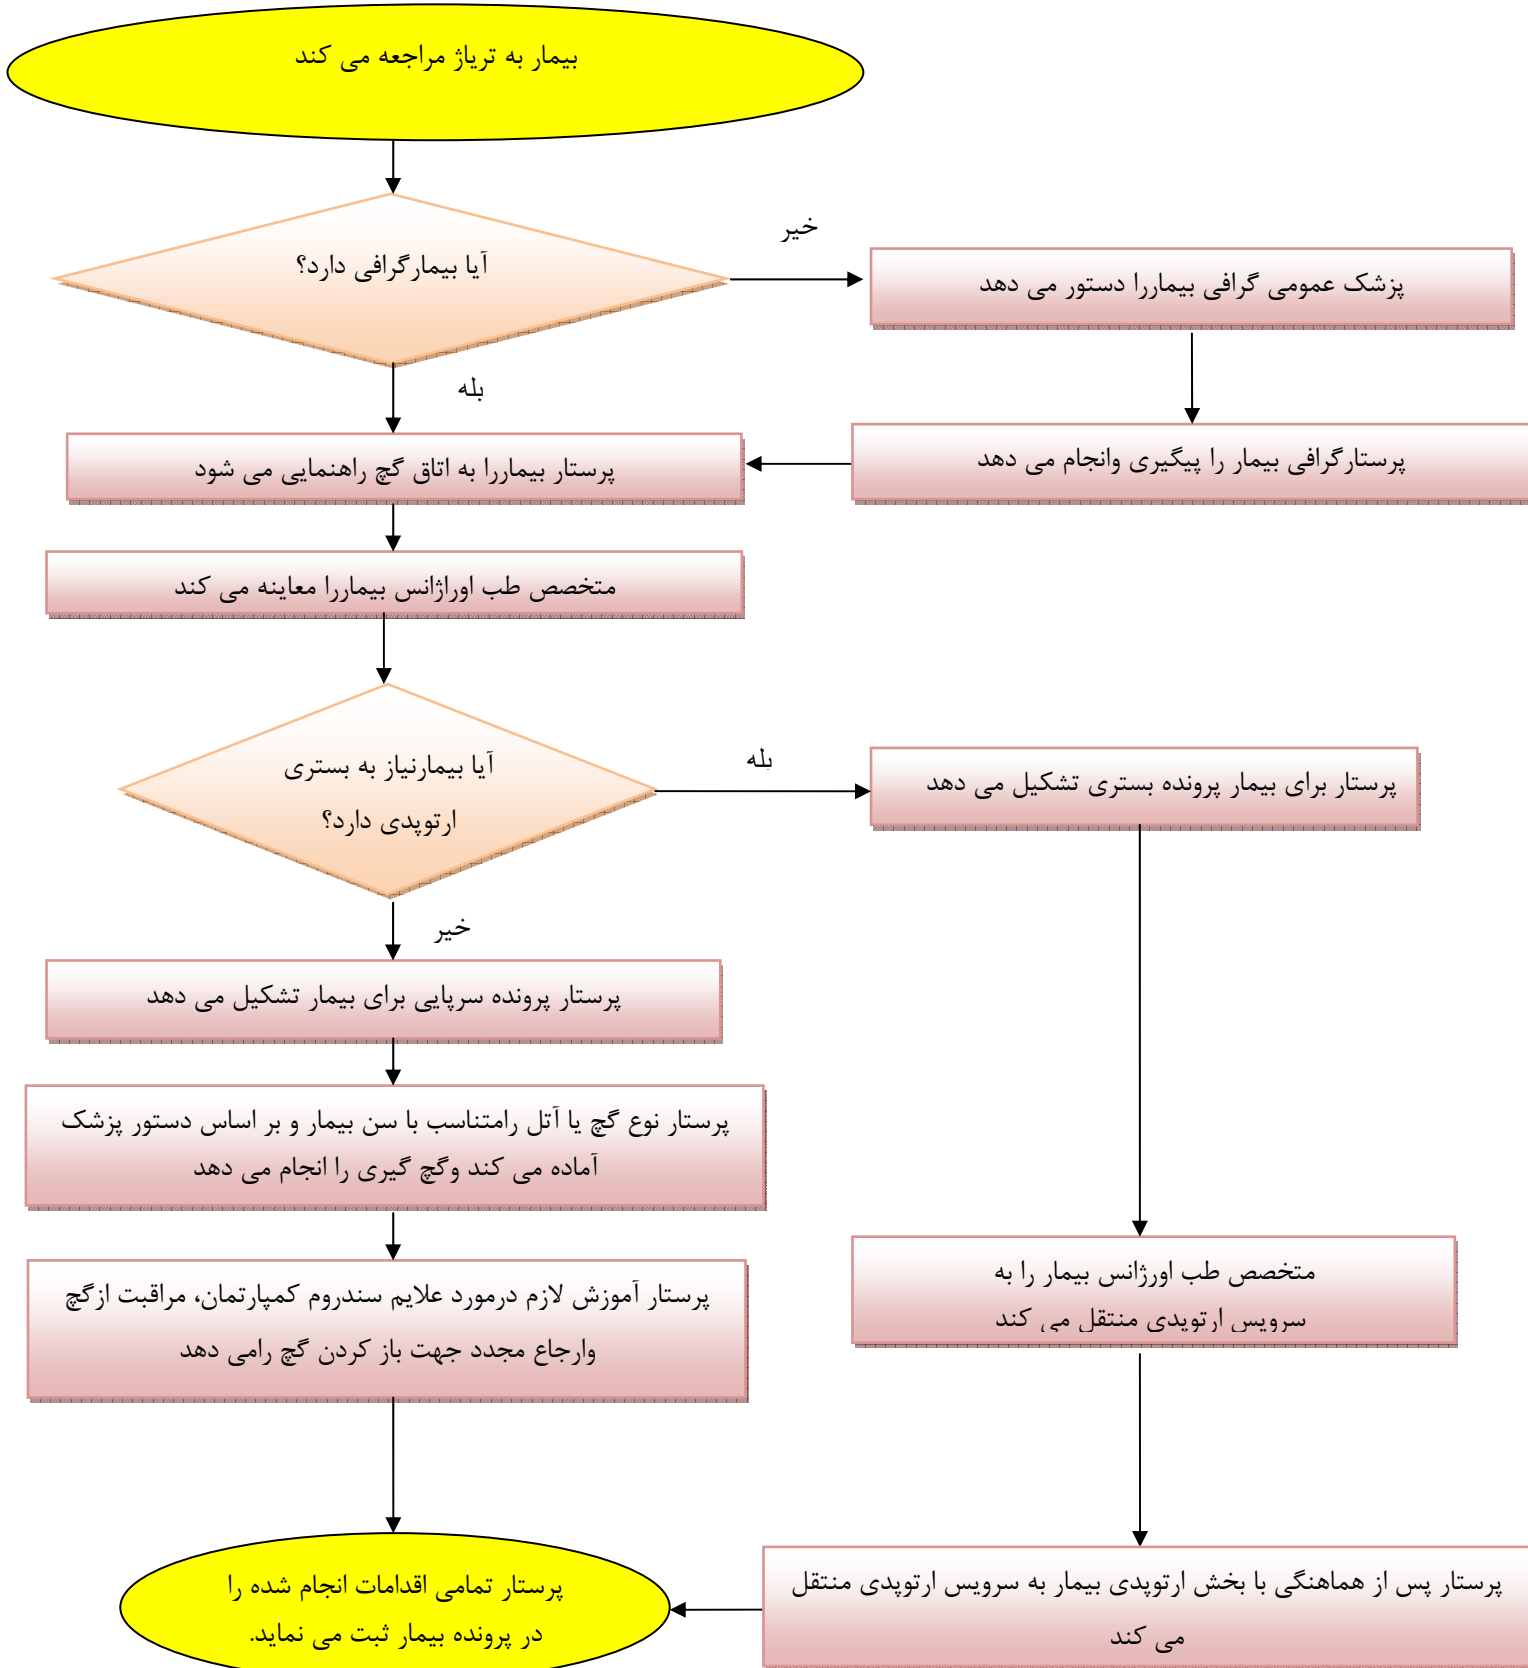 بیمار به تریاژ مراجعه می کند
خیر
آیا بیمارگرافی دارد؟
پزشک عمومی گرافی بیماررا دستور می دهد
بله
پرستارگرافی بیمار را پیگیری وانجام می دهد
پرستار بیماررا به اتاق گچ راهنمایی می شود
متخصص طب اوراژانس بیماررا معاینه می کند
آیا بیمارنیاز به بستری
ارتوپدی دارد؟
بله
پرستار برای بیمار پرونده بستری تشکیل می دهد
خیر
پرستار پرونده سرپایی برای بیمار تشکیل می دهد
پرستار نوع گچ یا آتل رامتناسب با سن بیمار و بر اساس دستور پزشک
آماده می کند وگچ گیری را انجام می دهد
متخصص طب اورژانس بیمار را به
سرویس ارتوپدی منتقل می کند
پرستار آموزش لازم درمورد علایم سندروم کمپارتمان، مراقبت ازگچ
وارجاع مجدد جهت باز کردن گچ رامی دهد
پرستار پس از هماهنگی با بخش ارتوپدی بیمار به سرویس ارتوپدی منتقل
می کند
پرستار تمامی اقدامات انجام شده را
در پرونده بیمار ثبت می نماید.